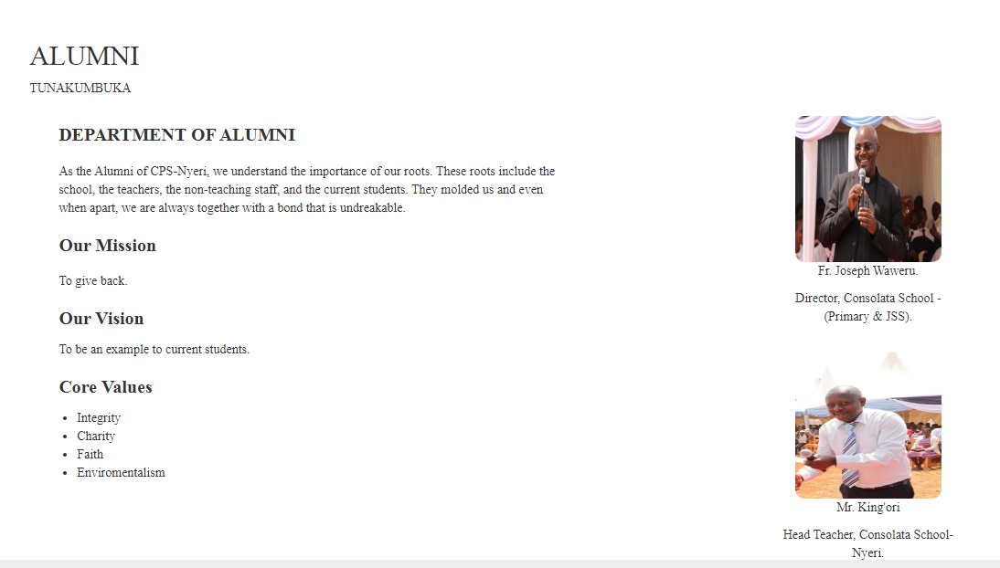 ALUMNI
TUNAKUMBUKA
DEPARTMENT OF ALUMNI
As the Alumni of CPS-Nyeri, we understand the importance of our roots. These roots include the
school, the teachers, the non-teaching staff, and the current students. They molded us and even
when apart, we are always together with a bond that is undreakable.
Our Mission
To give back.
Our Vision
To be an example to current students.
Core Values
• Integrity
• Charity
• Faith
• Enviromentalism
Fr. Joseph Waweru.
Director, Consolata School -
(Primary & JSS).
Mr. King'ori
Head Teacher, Consolata School-
Nyeri.